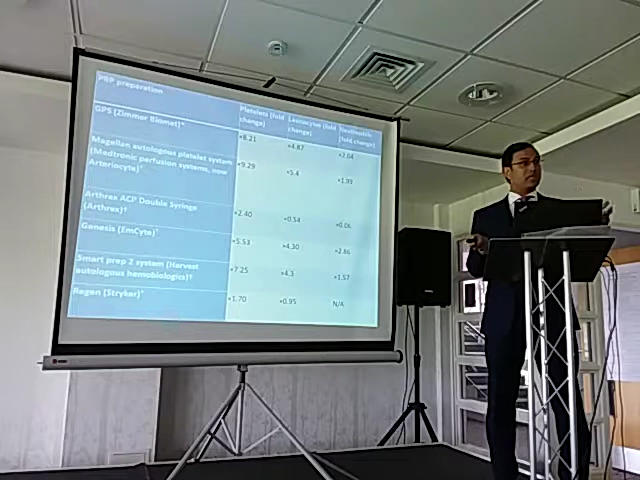 PRP preparation
Platelets (fold change)
Leukocytes (fold change)
Neutrophils (fold change)
GPS (Zimmer Biomet)*
×6.21
×4.87
×2.04
Magellan autologous platelet system
(Medtronic perfusion systems, now
Arteriocyte)*
×9.29
×5.4
×1.99
Arthrex ACP Double Syringe
(Arthrex)†
×2.40
×0.54
×0.06
Genesis (EmCyte)*
×5.53
×4.30
×2.86
Smart prep 2 system (Harvest
autologous hemobiologics)†
×7.25
×4.3
×1.57
Regen (Stryker)*
×1.70
×0.95
N/A